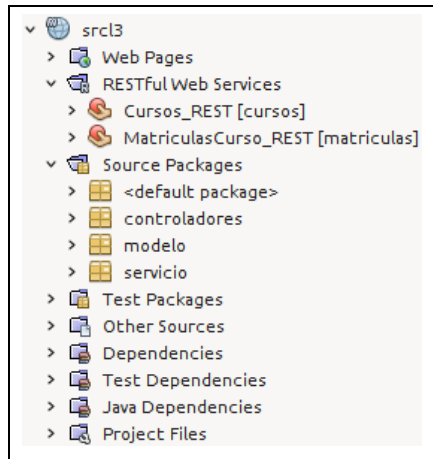 srcl3
Web Pages
RESTful Web Services
Cursos_REST [cursos]
MatriculasCurso_REST [matriculas]
Source Packages
<default package>
controladores
modelo
servicio
Test Packages
Other Sources
Dependencies
Test Dependencies
Java Dependencies
Project Files